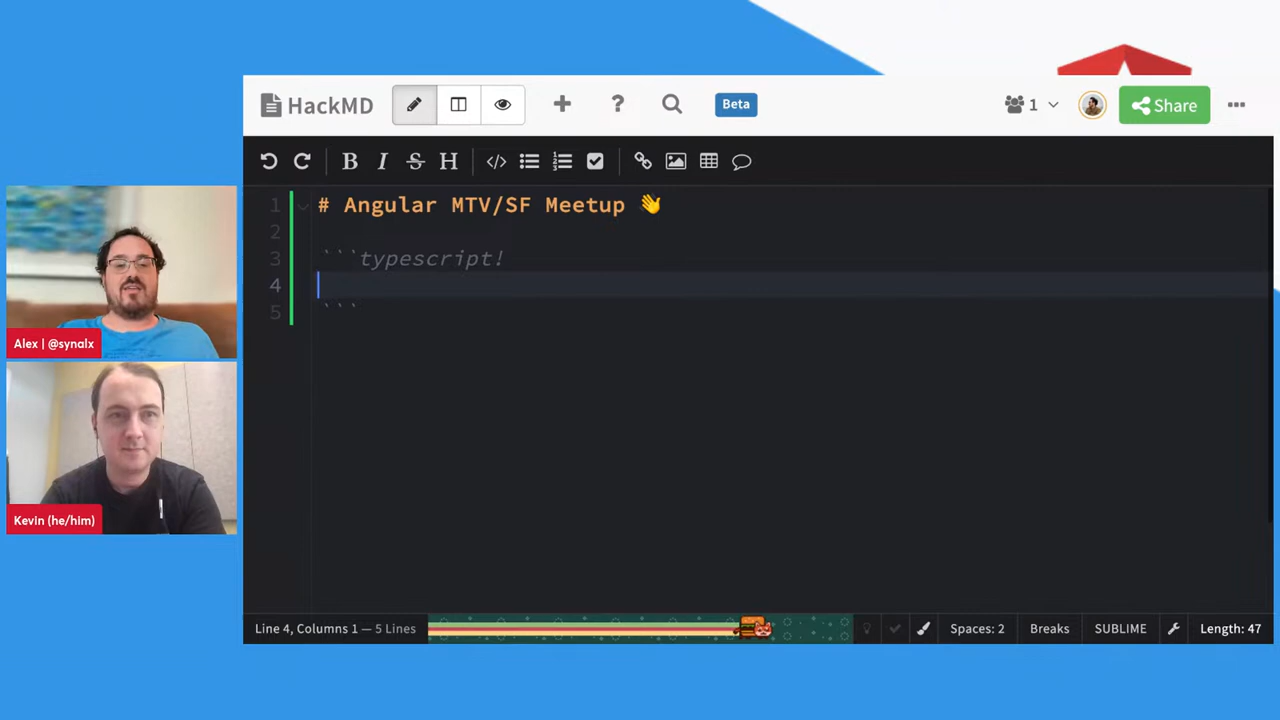 HackMD
Beta
1
Share
1 # Angular MTV/SF Meetup 👋
2
3 ```typescript!
4
5 ```
Alex | @synalx
Kevin (he/him)
Line 4, Columns 1 — 5 Lines
Spaces: 2
Breaks
SUBLIME
Length: 47